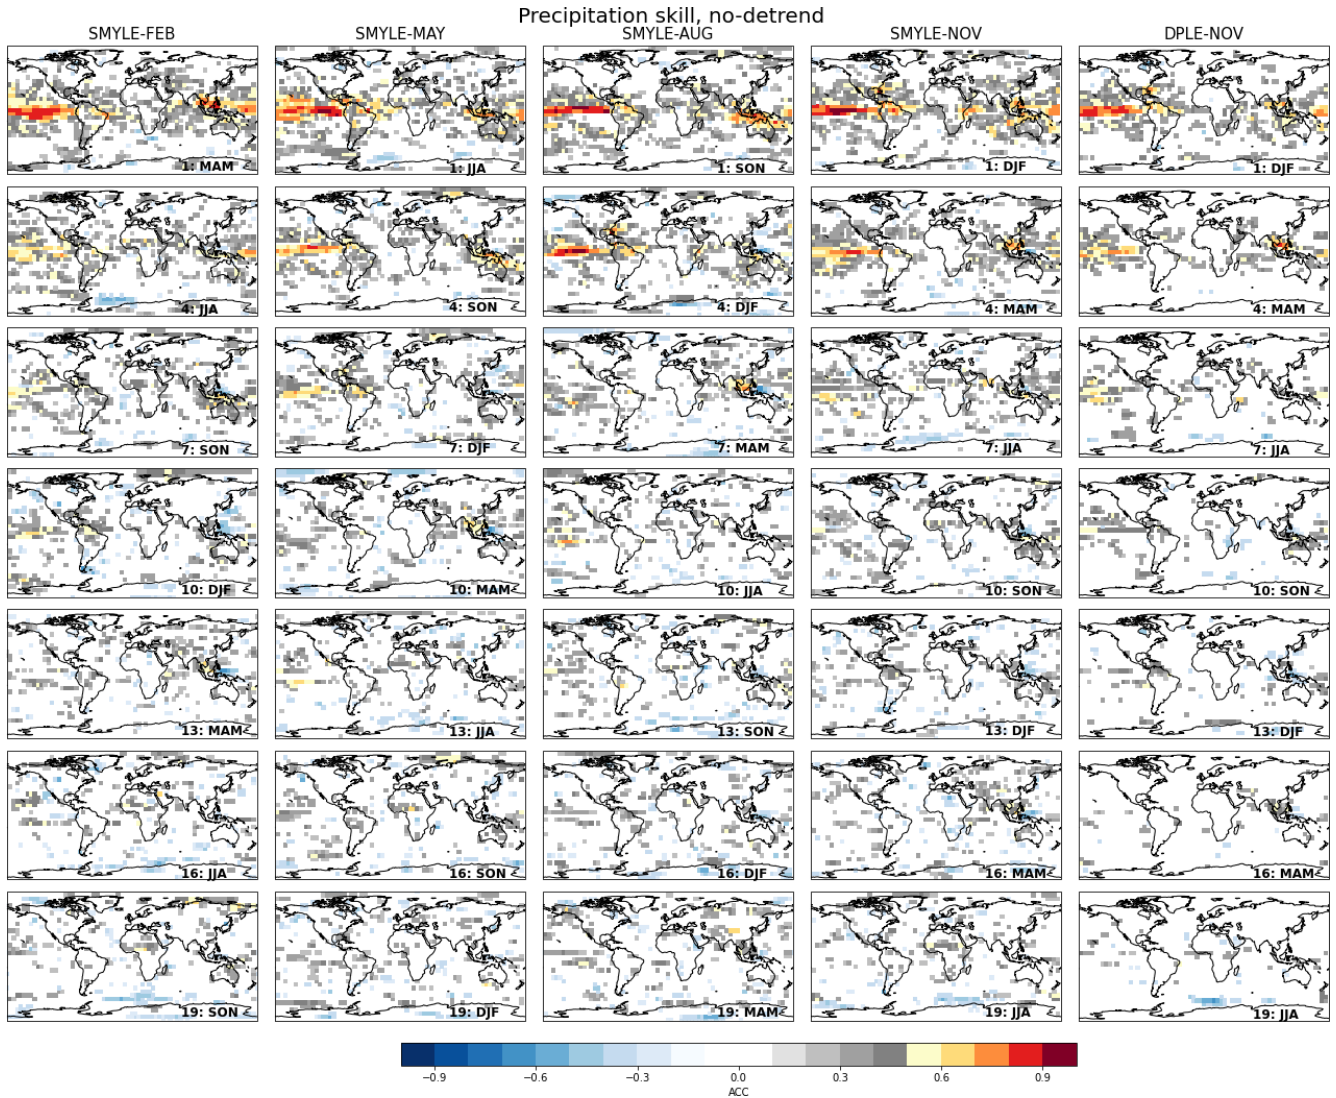 Precipitation skill, no-detrend
SMYLE-FEB SMYLE-MAY SMYLE-AUG SMYLE-NOV DPLE-NOV
1: MAM 1: JJA 1: SON 1: DJF 1: DJF
4: JJA 4: SON 4: DJF 4: MAM 4: MAM
7: SON 7: DJF 7: MAM 7: JJA 7: JJA
10: DJF 10: MAM 10: JJA 10: SON 10: SON
13: MAM 13: JJA 13: SON 13: DJF 13: DJF
16: JJA 16: SON 16: DJF 16: MAM 16: MAM
19: SON 19: DJF 19: MAM 19: JJA 19: JJA
−0.9 −0.6 −0.3 0.0 0.3 0.6 0.9
ACC